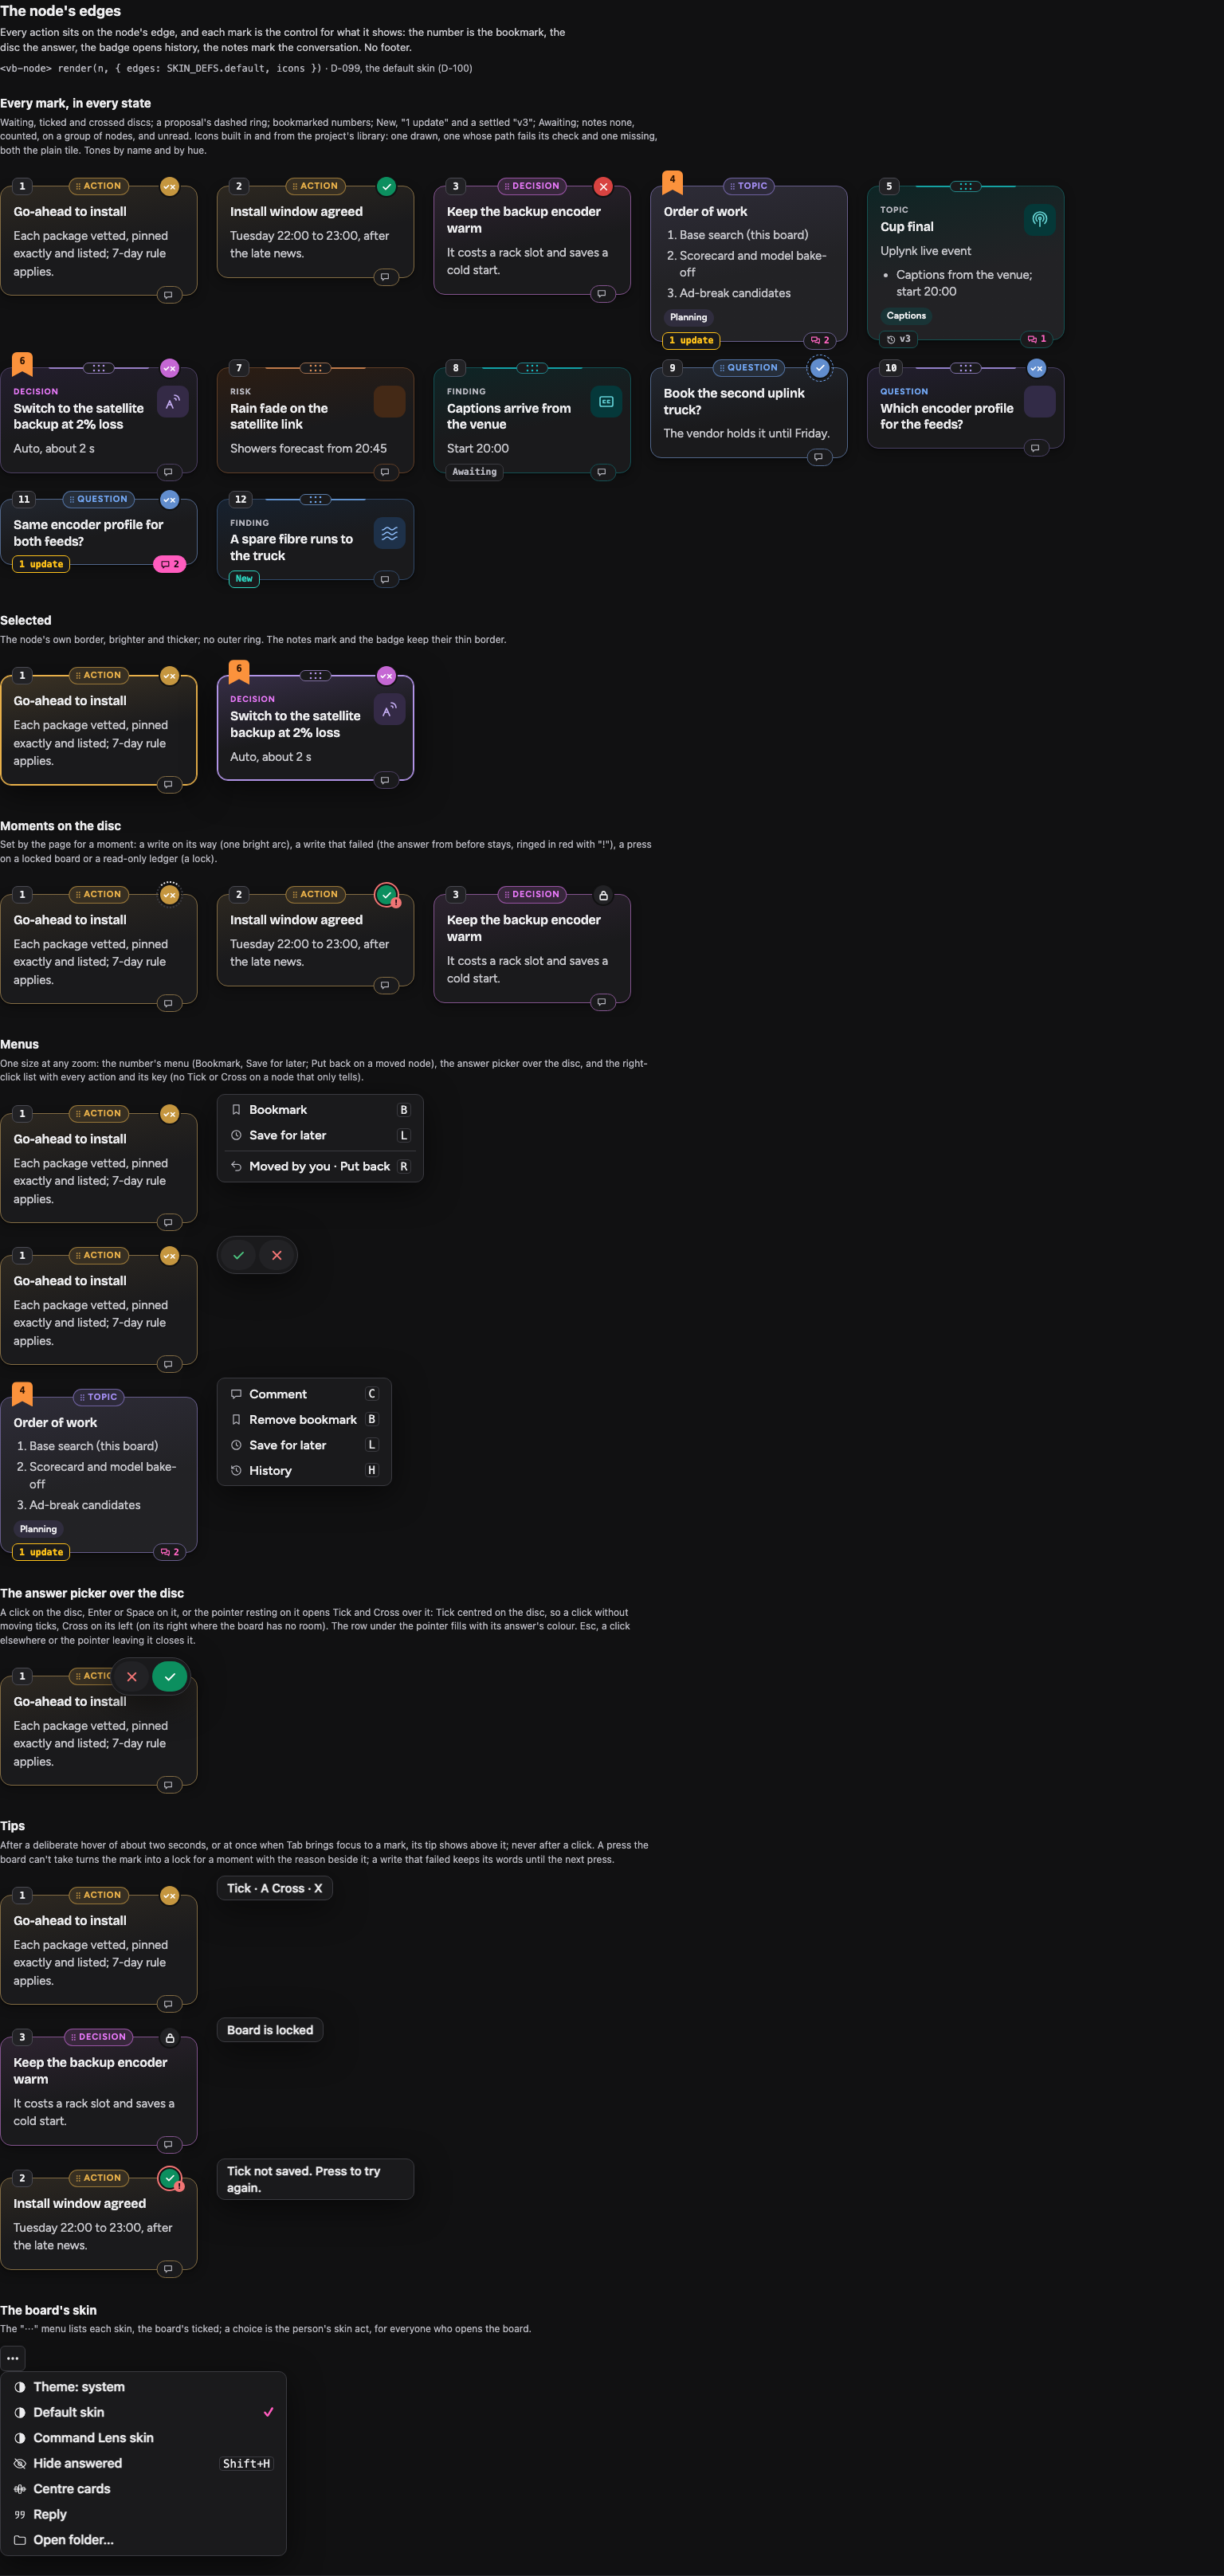 The node's edges
Every action sits on the node's edge, and each mark is the control for what it shows: the number is the bookmark, the
disc the answer, the badge opens history, the notes mark the conversation. No footer.
<vb-node> render(n, { edges: SKIN_DEFS.default, icons }) · D-099, the default skin (D-100)
Every mark, in every state
Waiting, ticked and crossed discs; a proposal's dashed ring; bookmarked numbers; New, "1 update" and a settled "v3"; Awaiting; notes none,
counted, on a group of nodes, and unread. Icons built in and from the project's library: one drawn, one whose path fails its check and one missing,
both the plain tile. Tones by name and by hue.
1
ACTION
Go-ahead to install
Each package vetted, pinned
exactly and listed; 7-day rule
applies.
2
ACTION
Install window agreed
Tuesday 22:00 to 23:00, after
the late news.
3
DECISION
Keep the backup encoder
warm
It costs a rack slot and saves a
cold start.
4
TOPIC
Order of work
1. Base search (this board)
2. Scorecard and model bake-
off
3. Ad-break candidates
Planning
1 update
2
5
TOPIC
Cup final
Uplynk live event
• Captions from the venue;
start 20:00
Captions
v3
1
6
DECISION
Switch to the satellite
backup at 2% loss
Auto, about 2 s
7
RISK
Rain fade on the
satellite link
Showers forecast from 20:45
8
FINDING
Captions arrive from
the venue
CC
Start 20:00
Awaiting
9
QUESTION
Book the second uplink
truck?
The vendor holds it until Friday.
10
QUESTION
Which encoder profile
for the feeds?
11
QUESTION
Same encoder profile for
both feeds?
1 update
2
12
FINDING
A spare fibre runs to
the truck
New
Selected
The node's own border, brighter and thicker; no outer ring. The notes mark and the badge keep their thin border.
1
ACTION
Go-ahead to install
Each package vetted, pinned
exactly and listed; 7-day rule
applies.
6
DECISION
Switch to the satellite
backup at 2% loss
Auto, about 2 s
Moments on the disc
Set by the page for a moment: a write on its way (one bright arc), a write that failed (the answer from before stays, ringed in red with "!"), a press
on a locked board or a read-only ledger (a lock).
1
ACTION
Go-ahead to install
Each package vetted, pinned
exactly and listed; 7-day rule
applies.
2
ACTION
!
Install window agreed
Tuesday 22:00 to 23:00, after
the late news.
3
DECISION
Keep the backup encoder
warm
It costs a rack slot and saves a
cold start.
Menus
One size at any zoom: the number's menu (Bookmark, Save for later; Put back on a moved node), the answer picker over the disc, and the right-
click list with every action and its key (no Tick or Cross on a node that only tells).
1
ACTION
Go-ahead to install
Each package vetted, pinned
exactly and listed; 7-day rule
applies.
Bookmark B
Save for later L
Moved by you · Put back R
1
ACTION
Go-ahead to install
Each package vetted, pinned
exactly and listed; 7-day rule
applies.
4
TOPIC
Order of work
1. Base search (this board)
2. Scorecard and model bake-
off
3. Ad-break candidates
Planning
1 update
2
Comment C
Remove bookmark B
Save for later L
History H
The answer picker over the disc
A click on the disc, Enter or Space on it, or the pointer resting on it opens Tick and Cross over it: Tick centred on the disc, so a click without
moving ticks, Cross on its left (on its right where the board has no room). The row under the pointer fills with its answer's colour. Esc, a click
elsewhere or the pointer leaving it closes it.
1
ACTIO
Go-ahead to install
Each package vetted, pinned
exactly and listed; 7-day rule
applies.
Tips
After a deliberate hover of about two seconds, or at once when Tab brings focus to a mark, its tip shows above it; never after a click. A press the
board can't take turns the mark into a lock for a moment with the reason beside it; a write that failed keeps its words until the next press.
1
ACTION
Go-ahead to install
Each package vetted, pinned
exactly and listed; 7-day rule
applies.
Tick · A Cross · X
3
DECISION
Keep the backup encoder
warm
It costs a rack slot and saves a
cold start.
Board is locked
2
ACTION
!
Install window agreed
Tuesday 22:00 to 23:00, after
the late news.
Tick not saved. Press to try
again.
The board's skin
The "···" menu lists each skin, the board's ticked; a choice is the person's skin act, for everyone who opens the board.
···
Theme: system
Default skin
Command Lens skin
Hide answered Shift+H
Centre cards
Reply
Open folder...